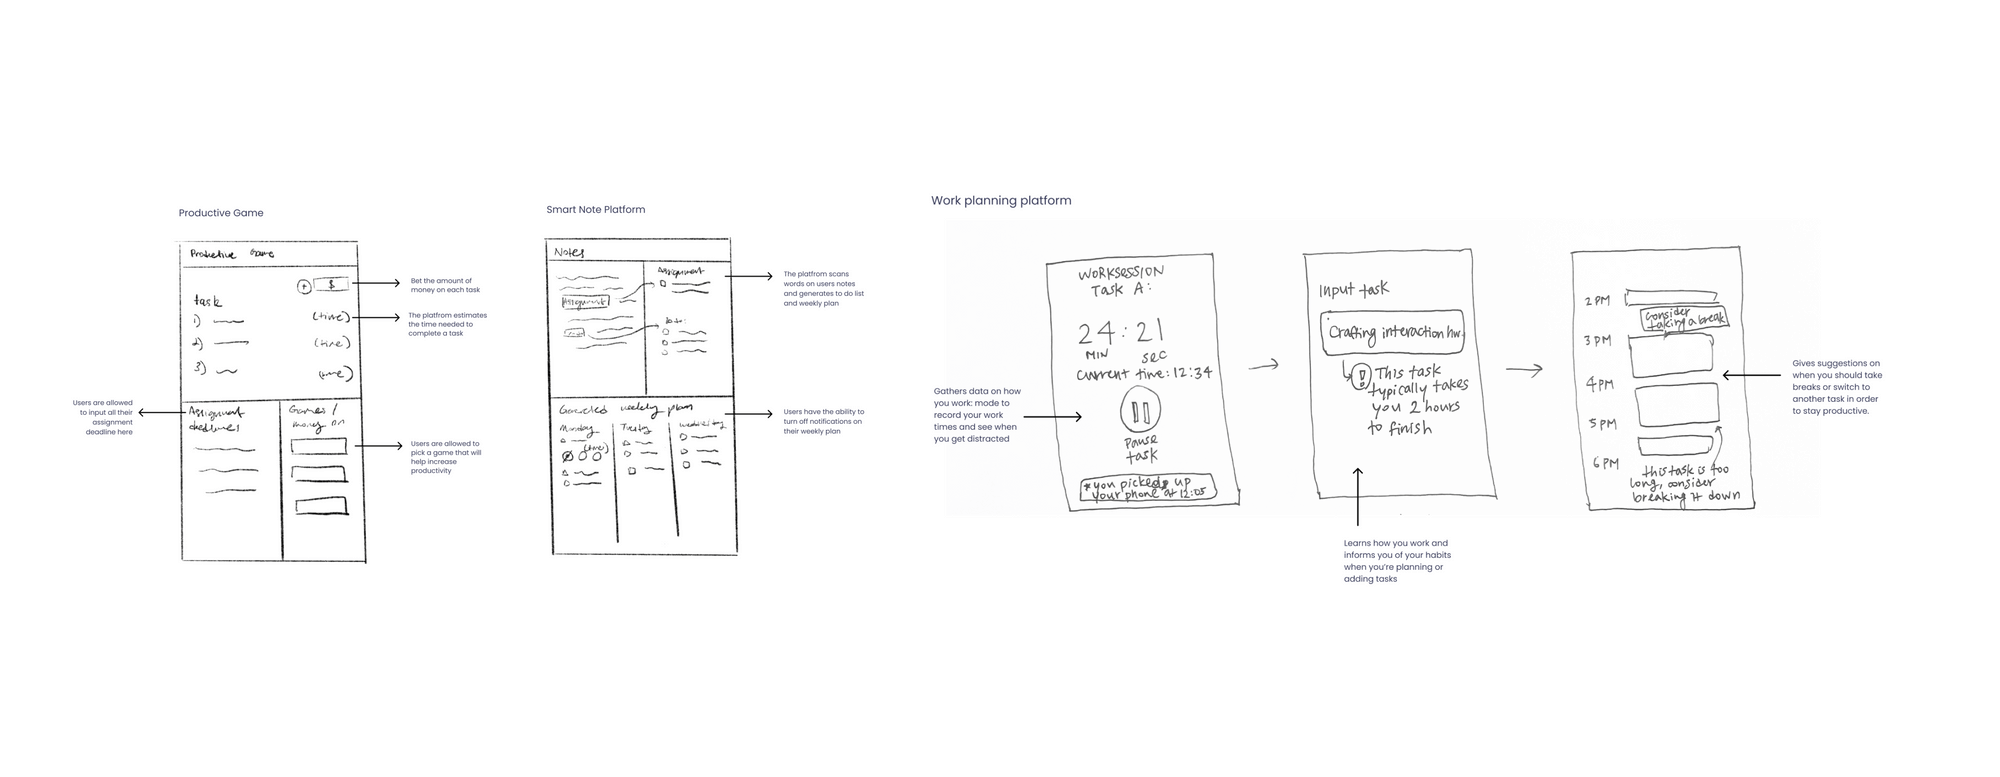 Productive Game
Productive Game
$
task
1)
(time)
2)
(time)
3)
(time)
Assignment
deadlines
Games /
money on
Bet the amount of
money on each task
The platfrom estimates
the time needed to
complete a task
Users are allowed
to input all their
assignment
deadline here
Users are allowed to
pick a game that will
help increase
productivity
Smart Note Platform
Notes
Assignment
Assignment
weekly plan
Monday
Tuesday
Wednesday
(time)
The platfrom scans
words on users notes
and generates to do list
and weekly plan
Users have the ability to
turn off notifications on
their weekly plan
Work planning platform
WORKSESSION
Task A:
24:21
MIN sec
Current time: 12:34
Pause
task
*you picked up
your phone at 12:05
Gathers data on how
you work: mode to
record your work
times and see when
you get distracted
Input task
Crafting interaction hw.
! This task
typically takes
you 2 hours
to finish
Learns how you work and
informs you of your habits
when you're planning or
adding tasks
2 PM
consider
taking a break
3 PM
4 PM
5 PM
6 PM
this task is too
long, consider
breaking it down
Gives suggestions on
when you should take
breaks or switch to
another task in order
to stay productive.